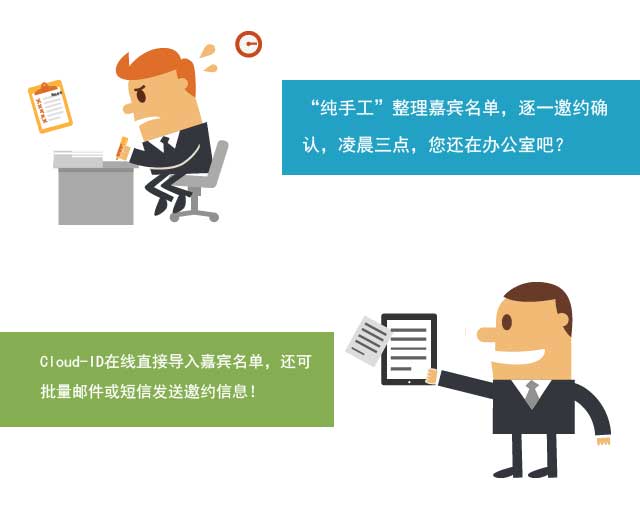 “纯手工”整理嘉宾名单，逐一邀约确
认，凌晨三点，您还在办公室吧？
Cloud-ID在线直接导入嘉宾名单，还可
批量邮件或短信发送邀约信息！